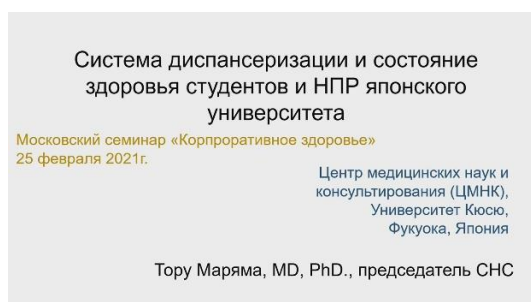 Система диспансеризации и состояние
здоровья студентов и НПР японского
университета
Московский семинар «Корпроративное здоровье»
25 февраля 2021г.
Центр медицинских наук и
консультирования (ЦМНК),
Университет Кюсю,
Фукуока, Япония
Тору Маряма, MD, PhD., председатель CHC